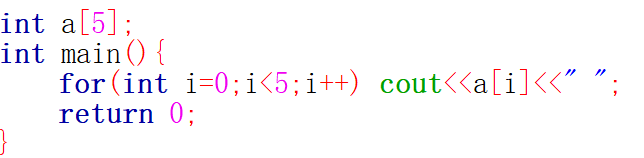 int a[5];
int main(){
    for(int i=0;i<5;i++) cout<<a[i]<<" ";
    return 0;
}